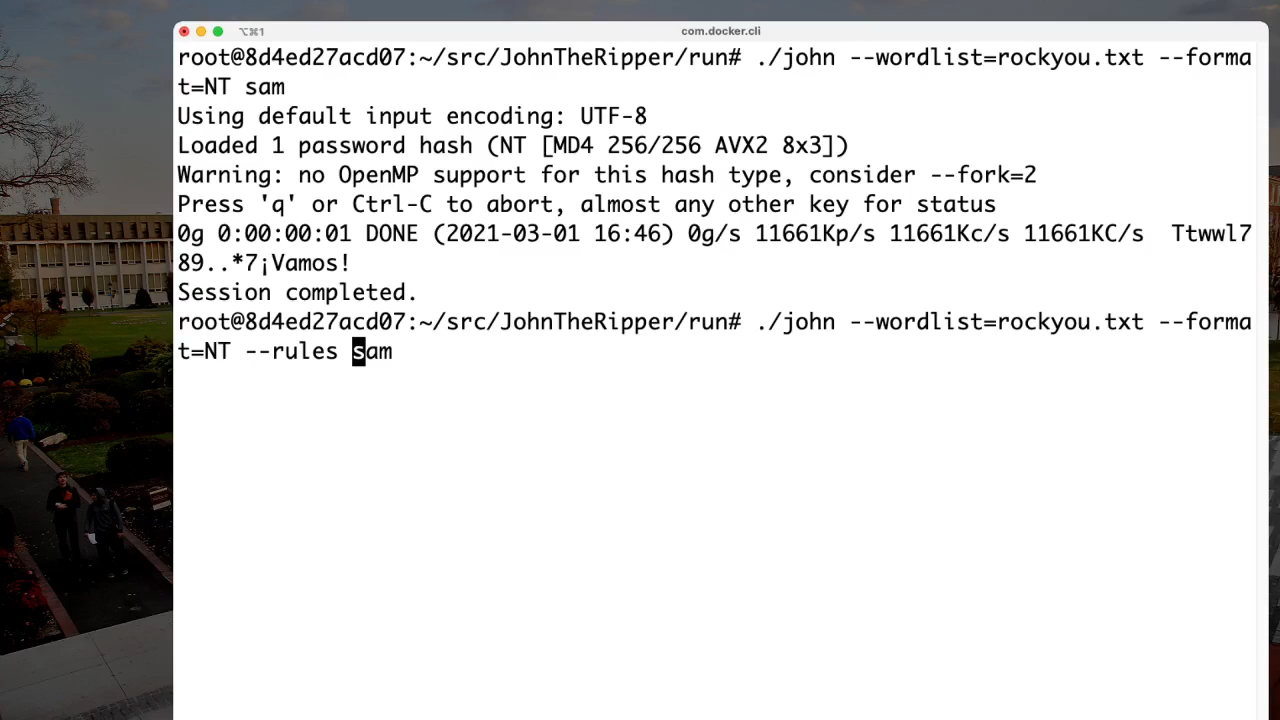 ⌥⌘1
com.docker.cli
root@8d4ed27acd07:~/src/JohnTheRipper/run# ./john --wordlist=rockyou.txt --forma
t=NT sam
Using default input encoding: UTF-8
Loaded 1 password hash (NT [MD4 256/256 AVX2 8x3])
Warning: no OpenMP support for this hash type, consider --fork=2
Press 'q' or Ctrl-C to abort, almost any other key for status
0g 0:00:00:01 DONE (2021-03-01 16:46) 0g/s 11661Kp/s 11661Kc/s 11661KC/s  Ttwwl7
89..*7¡Vamos!
Session completed.
root@8d4ed27acd07:~/src/JohnTheRipper/run# ./john --wordlist=rockyou.txt --forma
t=NT --rules sam